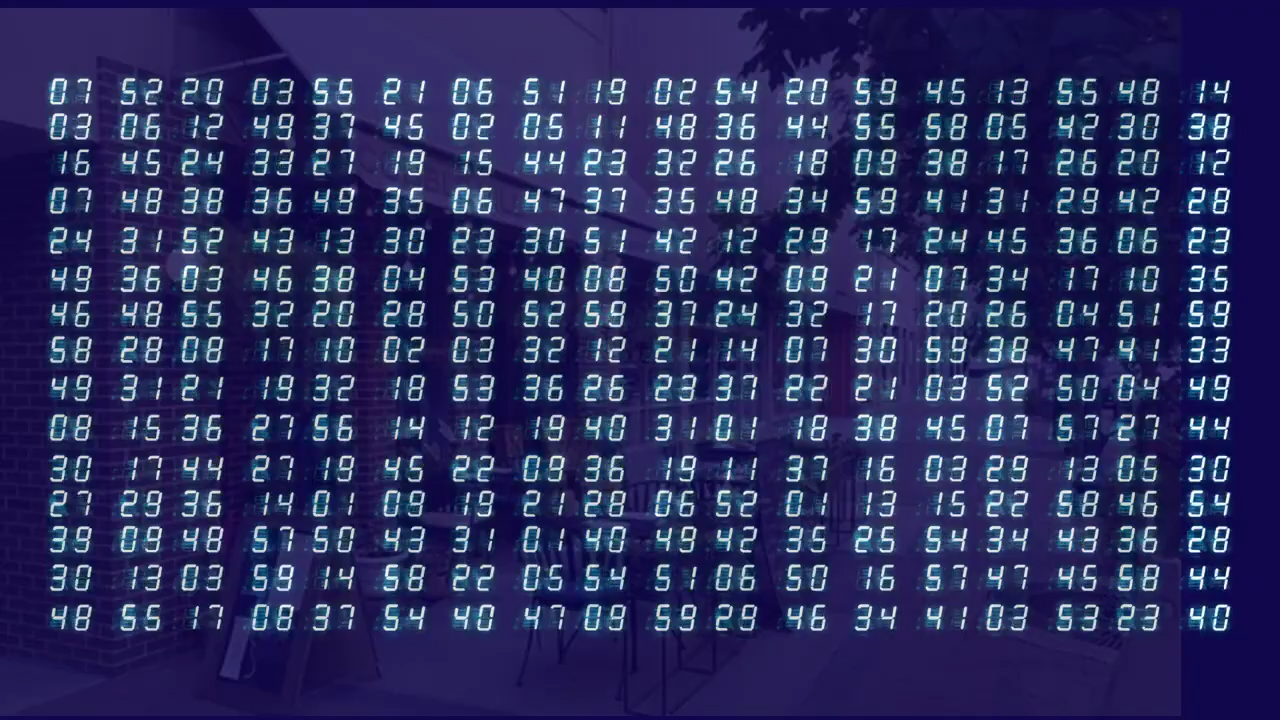 07 52 20 03 55 21 06 51 19 02 54 20 59 45 13 55 48 14
03 06 12 49 37 45 02 05 11 48 36 44 55 58 05 42 30 38
16 45 24 33 27 19 15 44 23 32 26 18 09 38 17 26 20 12
07 48 38 36 49 35 06 47 37 35 48 34 59 41 31 29 42 28
24 31 52 43 13 30 23 30 51 42 12 29 17 24 45 36 06 23
49 36 03 46 38 04 53 40 08 50 42 09 21 07 34 17 10 35
46 48 55 32 20 28 50 52 59 37 24 32 17 20 26 04 51 59
58 28 08 17 10 02 03 32 12 21 14 07 30 59 38 47 41 33
49 31 21 19 32 18 59 36 26 23 37 22 21 03 52 50 04 49
08 15 36 27 56 14 12 19 40 31 01 18 38 45 07 57 27 44
30 17 44 27 19 45 22 09 36 19 11 37 16 03 29 13 05 30
27 29 36 14 01 09 19 21 28 06 52 01 13 15 22 58 46 54
39 09 48 57 50 43 31 01 40 49 42 35 25 54 34 43 36 28
30 13 03 59 14 58 22 05 54 51 06 50 16 57 47 45 58 44
48 55 17 08 37 54 40 47 08 59 29 46 34 41 03 53 23 40